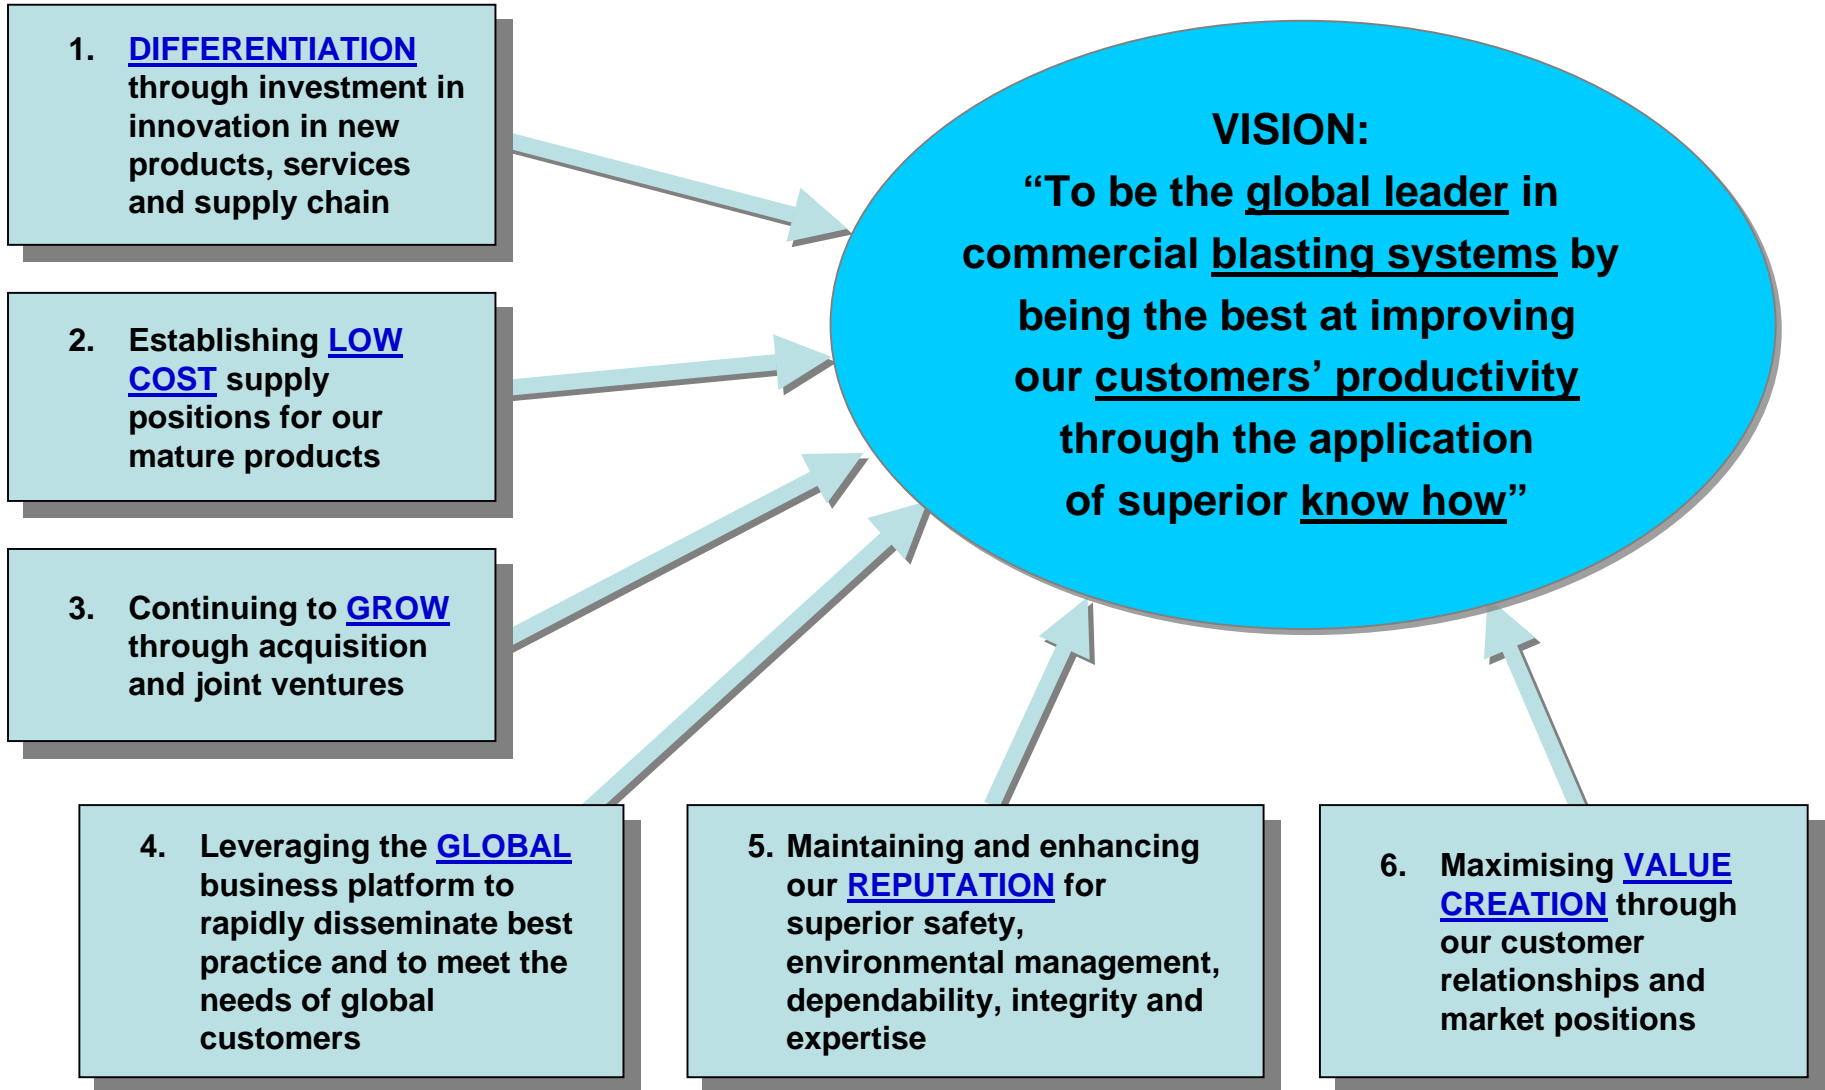 1. DIFFERENTIATION
through investment in
innovation in new
products, services
and supply chain
2. Establishing LOW
COST supply
positions for our
mature products
3. Continuing to GROW
through acquisition
and joint ventures
4. Leveraging the GLOBAL
business platform to
rapidly disseminate best
practice and to meet the
needs of global
customers
5. Maintaining and enhancing
our REPUTATION for
superior safety,
environmental management,
dependability, integrity and
expertise
6. Maximising VALUE
CREATION through
our customer
relationships and
market positions
VISION:
“To be the global leader in
commercial blasting systems by
being the best at improving
our customers’ productivity
through the application
of superior know how”